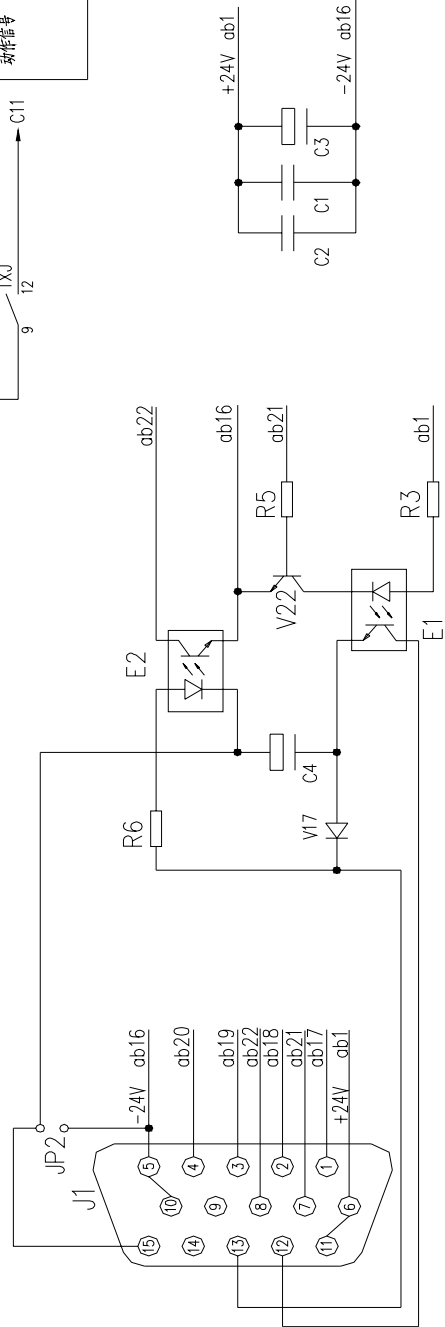 动作信号
C11
TXJ
12
9
+24V ab1
-24V ab16
C3
C1
C2
ab22
ab16
ab21
ab1
R5
R3
V22
E2
E1
C4
R6
V17
JP2
J1
-24V ab16
ab20
ab19
ab22
ab18
ab21
ab17
+24V ab1
5
4
3
2
1
10
9
8
7
6
15
14
13
12
11